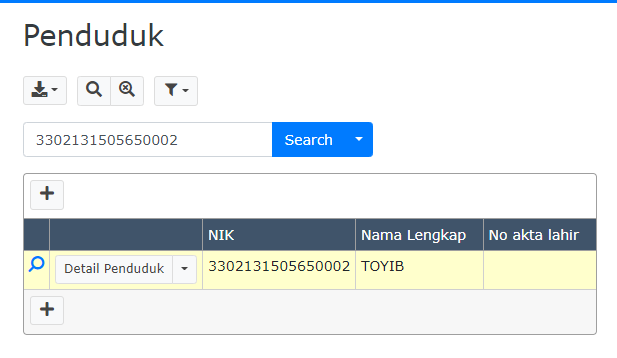 Penduduk
3302131505650002 Search
NIK Nama Lengkap No akta lahir
Detail Penduduk 3302131505650002 TOYIB